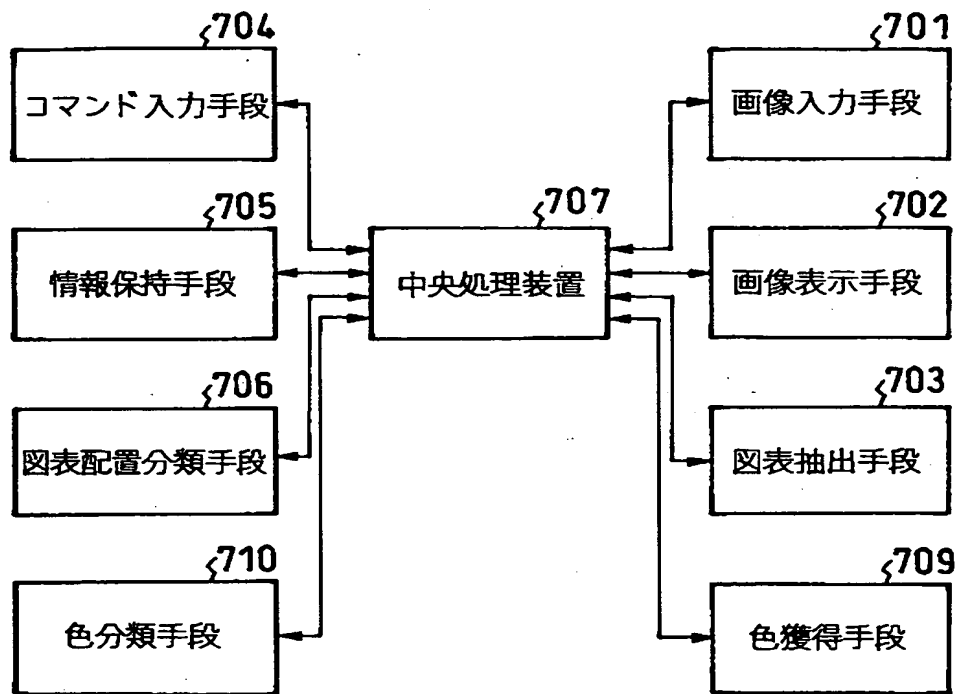 704
コマンド入力手段
701
画像入力手段
705
情報保持手段
707
中央処理装置
702
画像表示手段
706
図表配置分類手段
703
図表抽出手段
710
色分類手段
709
色獲得手段